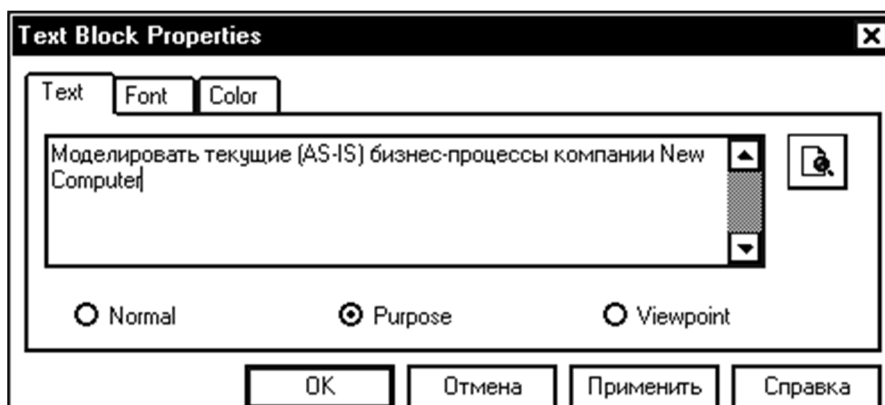 Text Block Properties
Text Font Color
Моделировать текущие (AS-IS) бизнес-процессы компании New
Computer
Normal Purpose Viewpoint
OK Отмена Применить Справка